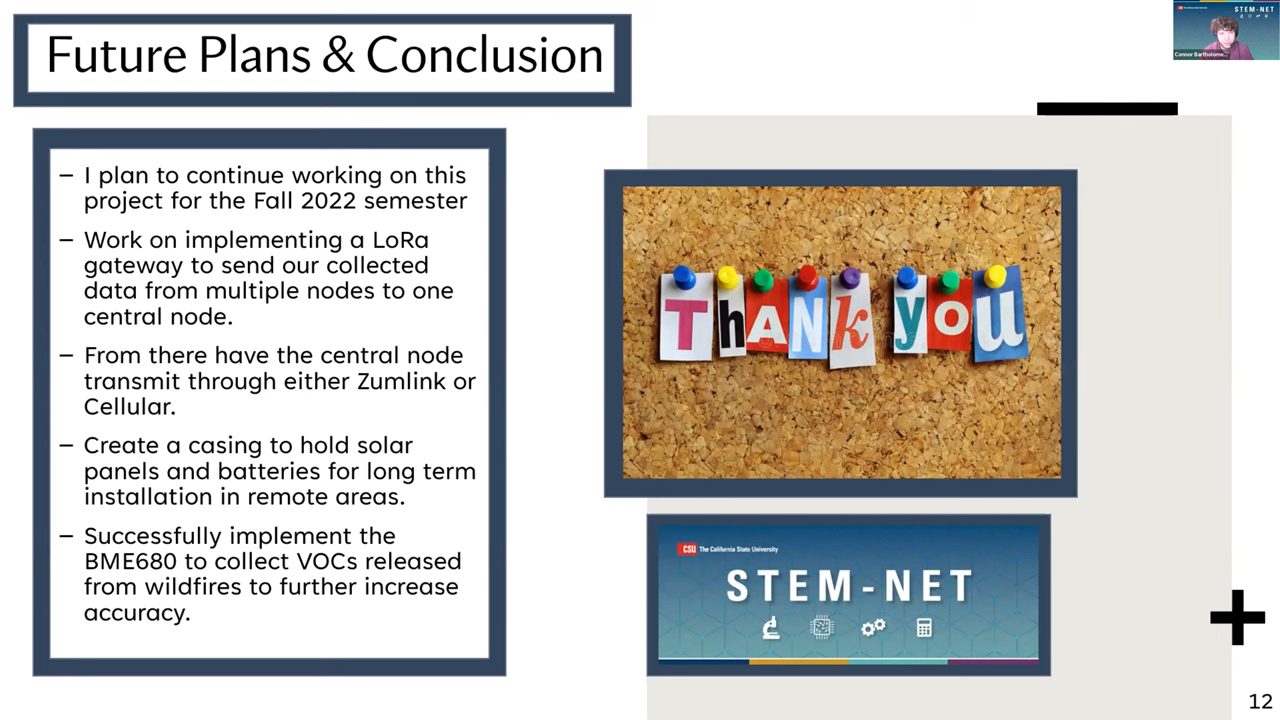 Future Plans & Conclusion
– I plan to continue working on this
project for the Fall 2022 semester
– Work on implementing a LoRa
gateway to send our collected
data from multiple nodes to one
central node.
– From there have the central node
transmit through either Zumlink or
Cellular.
– Create a casing to hold solar
panels and batteries for long term
installation in remote areas.
– Successfully implement the
BME680 to collect VOCs released
from wildfires to further increase
accuracy.
ThANk you
CSU The California State University
STEM-NET
STEM-NET
Connor Bartholome...
12